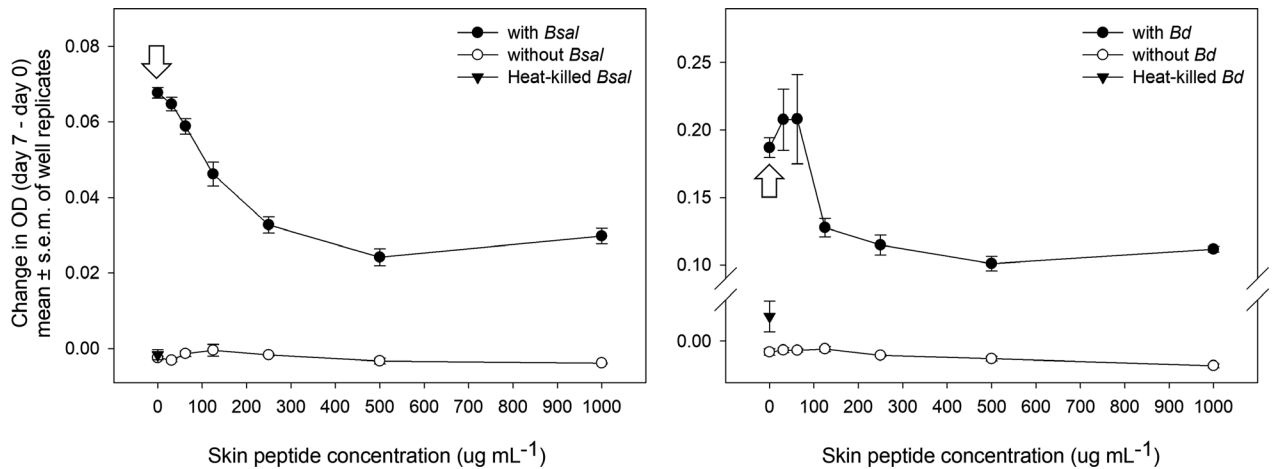 Change in OD (day 7 - day 0)
mean ± s.e.m. of well replicates
0.08
0.06
0.04
0.02
0.00
with Bsal
without Bsal
Heat-killed Bsal
0 100 200 300 400 500 600 700 800 900 1000
Skin peptide concentration (ug mL-1)
0.25
0.20
0.15
0.10
0.00
with Bd
without Bd
Heat-killed Bd
0 100 200 300 400 500 600 700 800 900 1000
Skin peptide concentration (ug mL-1)